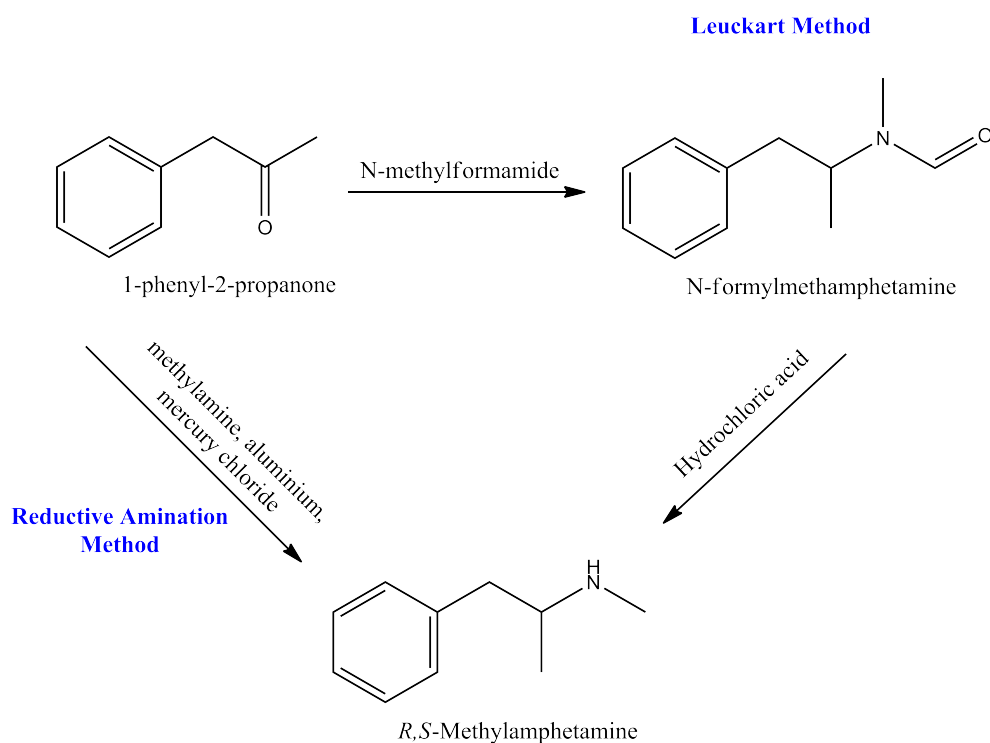 Leuckart Method
N-methylformamide
O
N
O
1-phenyl-2-propanone
N-formylmethamphetamine
methylamine, aluminium,
mercury chloride
Hydrochloric acid
Reductive Amination
Method
H
N
R,S-Methylamphetamine